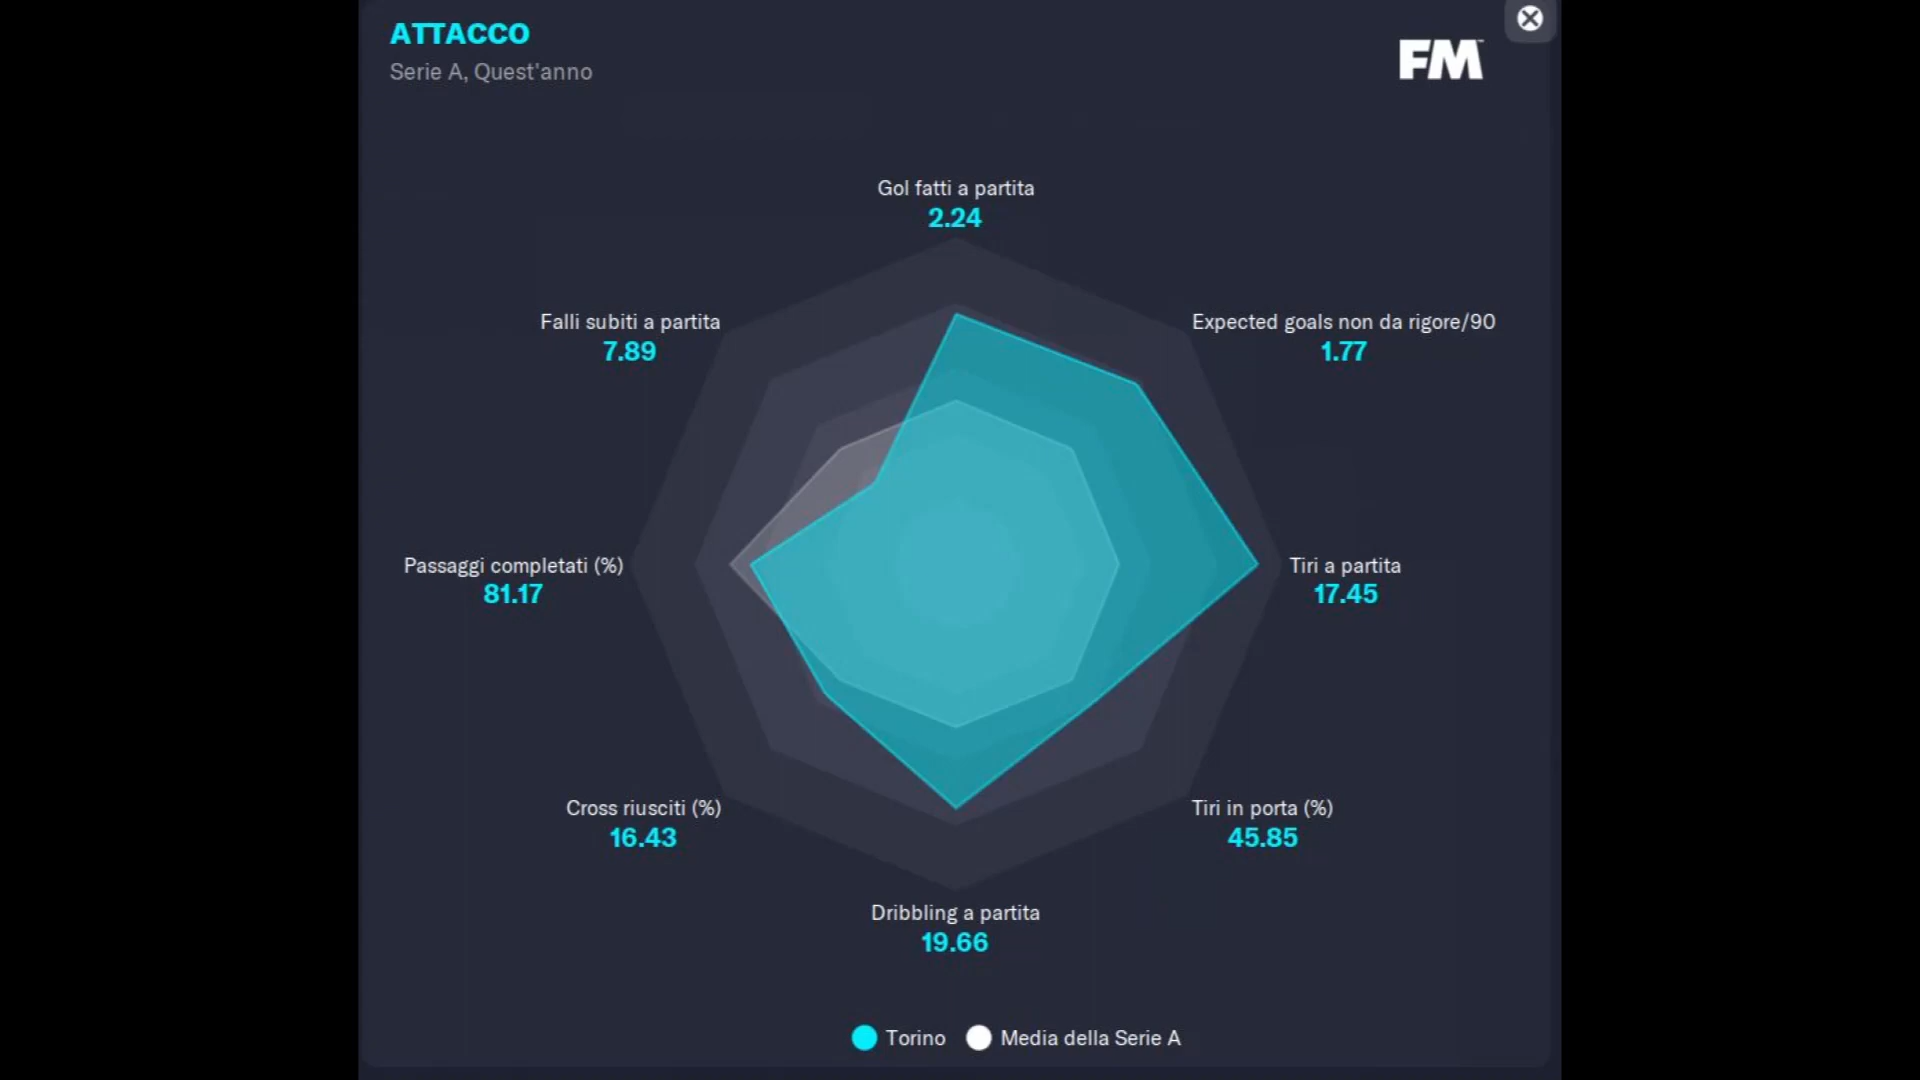 ATTACCO
Serie A, Quest'anno
FM
Gol fatti a partita
2.24
Falli subiti a partita
7.89
Expected goals non da rigore/90
1.77
Passaggi completati (%)
81.17
Tiri a partita
17.45
Cross riusciti (%)
16.43
Tiri in porta (%)
45.85
Dribbling a partita
19.66
Torino
Media della Serie A